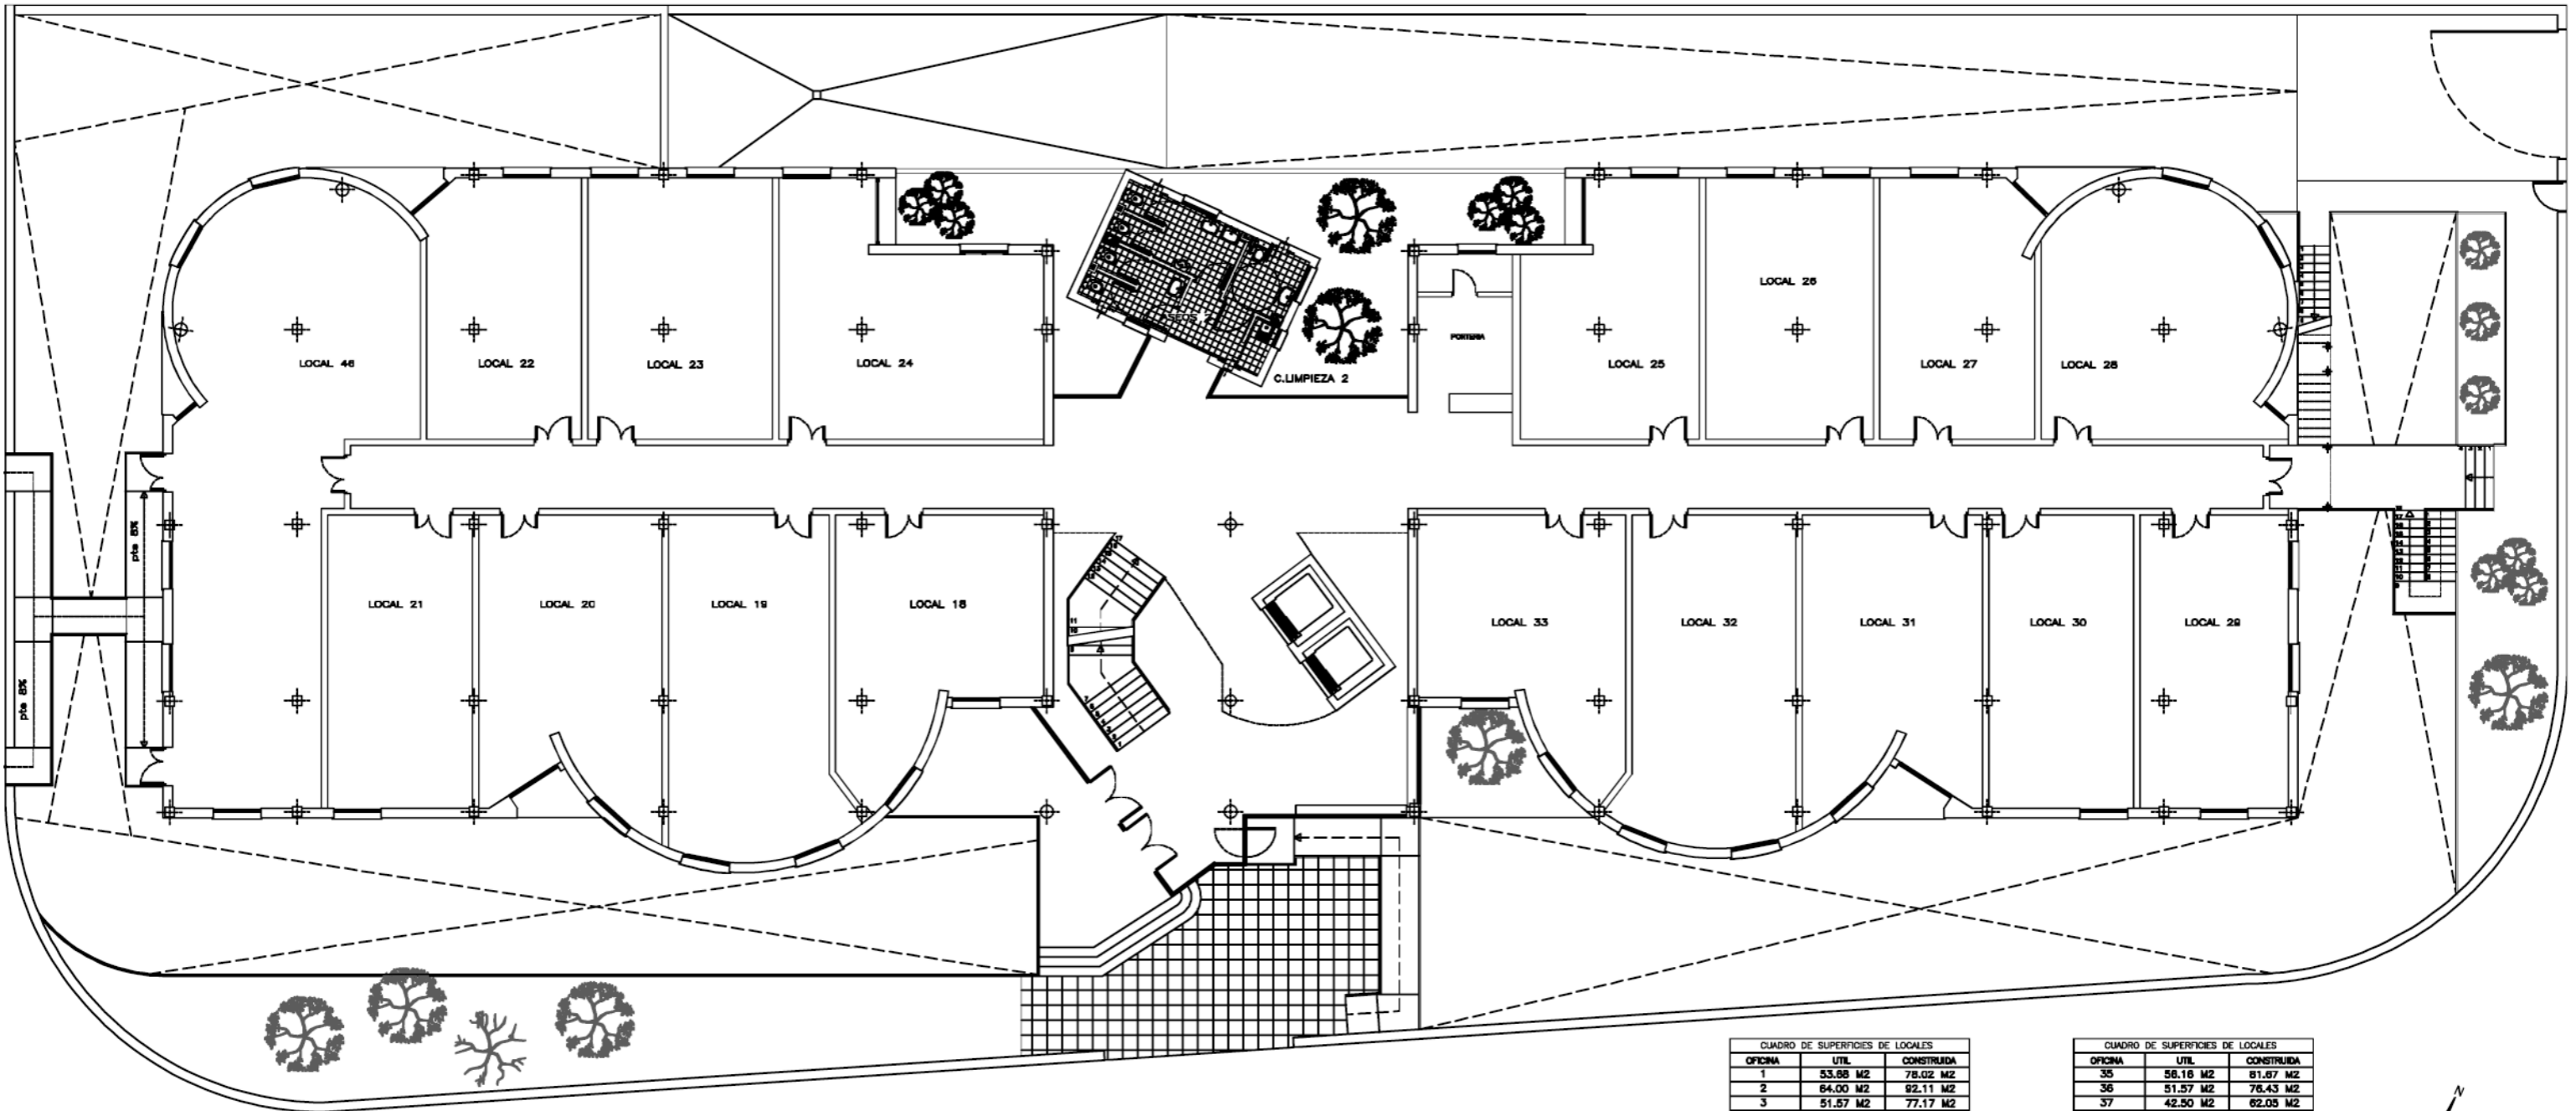 LOCAL 46
LOCAL 22
LOCAL 23
LOCAL 24
ASEOS 2
C.LIMPIEZA 2
PORTERIA
LOCAL 25
LOCAL 26
LOCAL 27
LOCAL 28
pte 8%
pte 8%
LOCAL 21
LOCAL 20
LOCAL 19
LOCAL 18
LOCAL 33
LOCAL 32
LOCAL 31
LOCAL 30
LOCAL 29
CUADRO DE SUPERFICIES DE LOCALES
OFICINA UTIL CONSTRUIDA
1 53.68 M2 78.02 M2
2 64.00 M2 92.11 M2
3 51.57 M2 77.17 M2
CUADRO DE SUPERFICIES DE LOCALES
OFICINA UTIL CONSTRUIDA
35 58.16 M2 81.67 M2
36 51.57 M2 76.43 M2
37 42.50 M2 62.05 M2
N